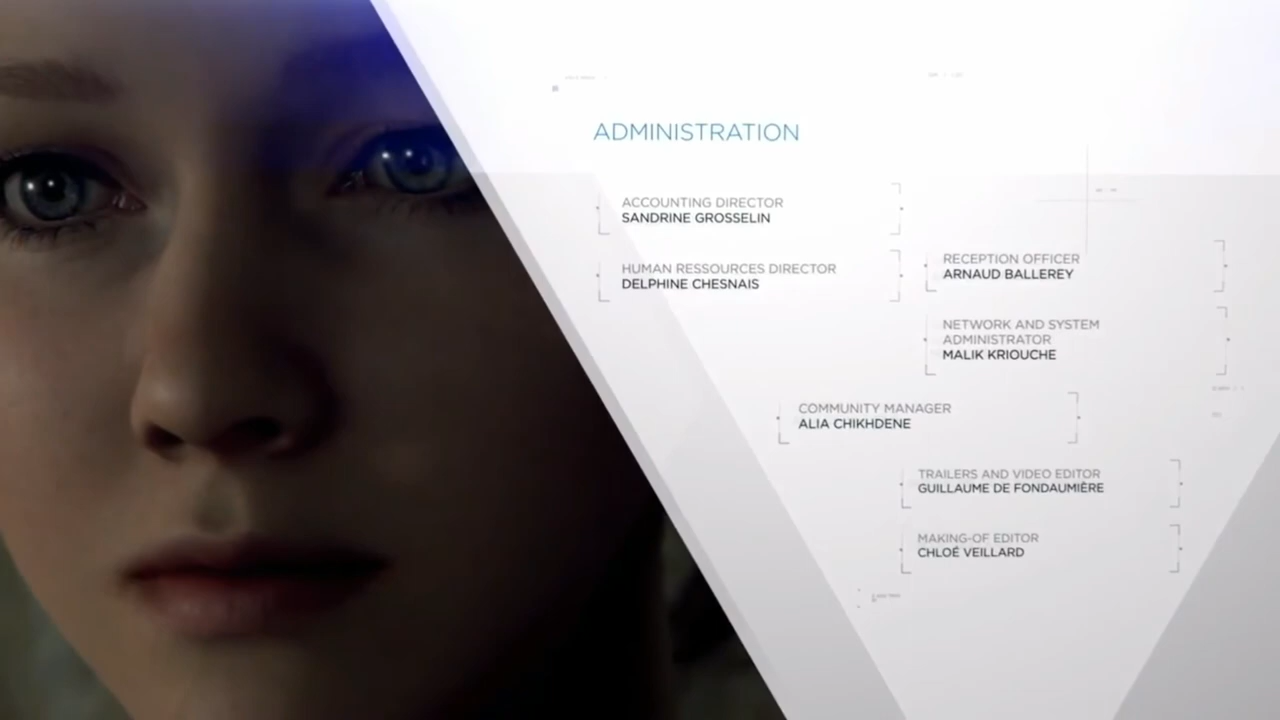 ADMINISTRATION
ACCOUNTING DIRECTOR
SANDRINE GROSSELIN
HUMAN RESSOURCES DIRECTOR
DELPHINE CHESNAIS
RECEPTION OFFICER
ARNAUD BALLEREY
NETWORK AND SYSTEM
ADMINISTRATOR
MALIK KRIOUCHE
COMMUNITY MANAGER
ALIA CHIKHDENE
TRAILERS AND VIDEO EDITOR
GUILLAUME DE FONDAUMIÈRE
MAKING-OF EDITOR
CHLOÉ VEILLARD